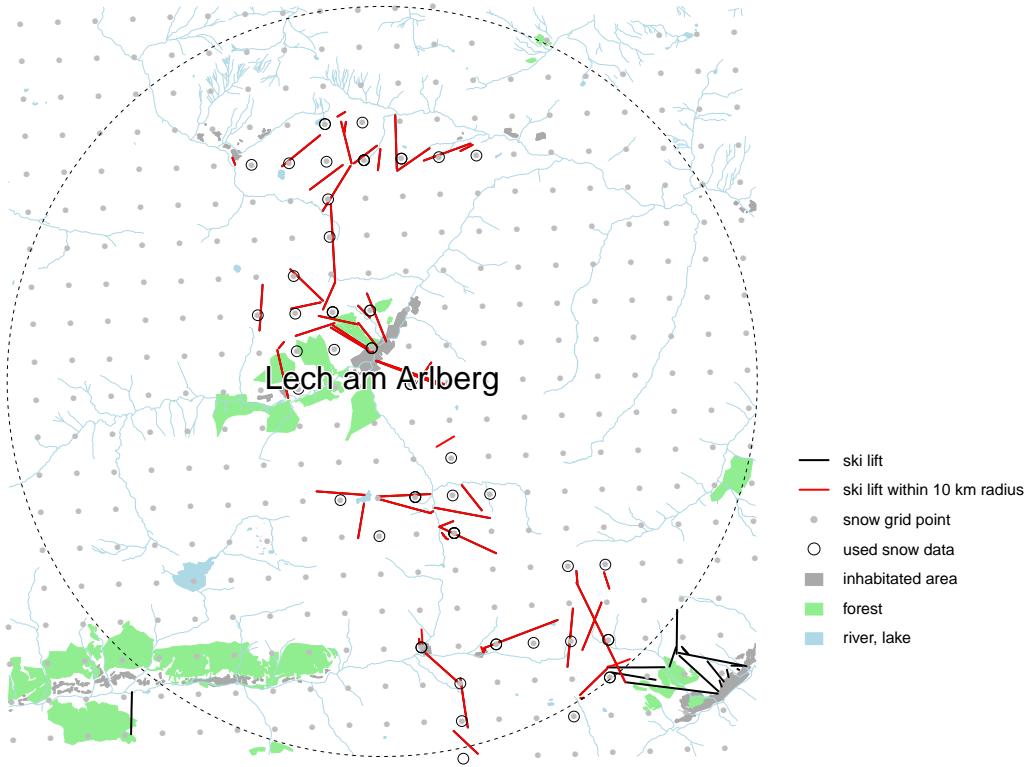 Lech am Arlberg
ski lift
ski lift within 10 km radius
snow grid point
used snow data
inhabitated area
forest
river, lake